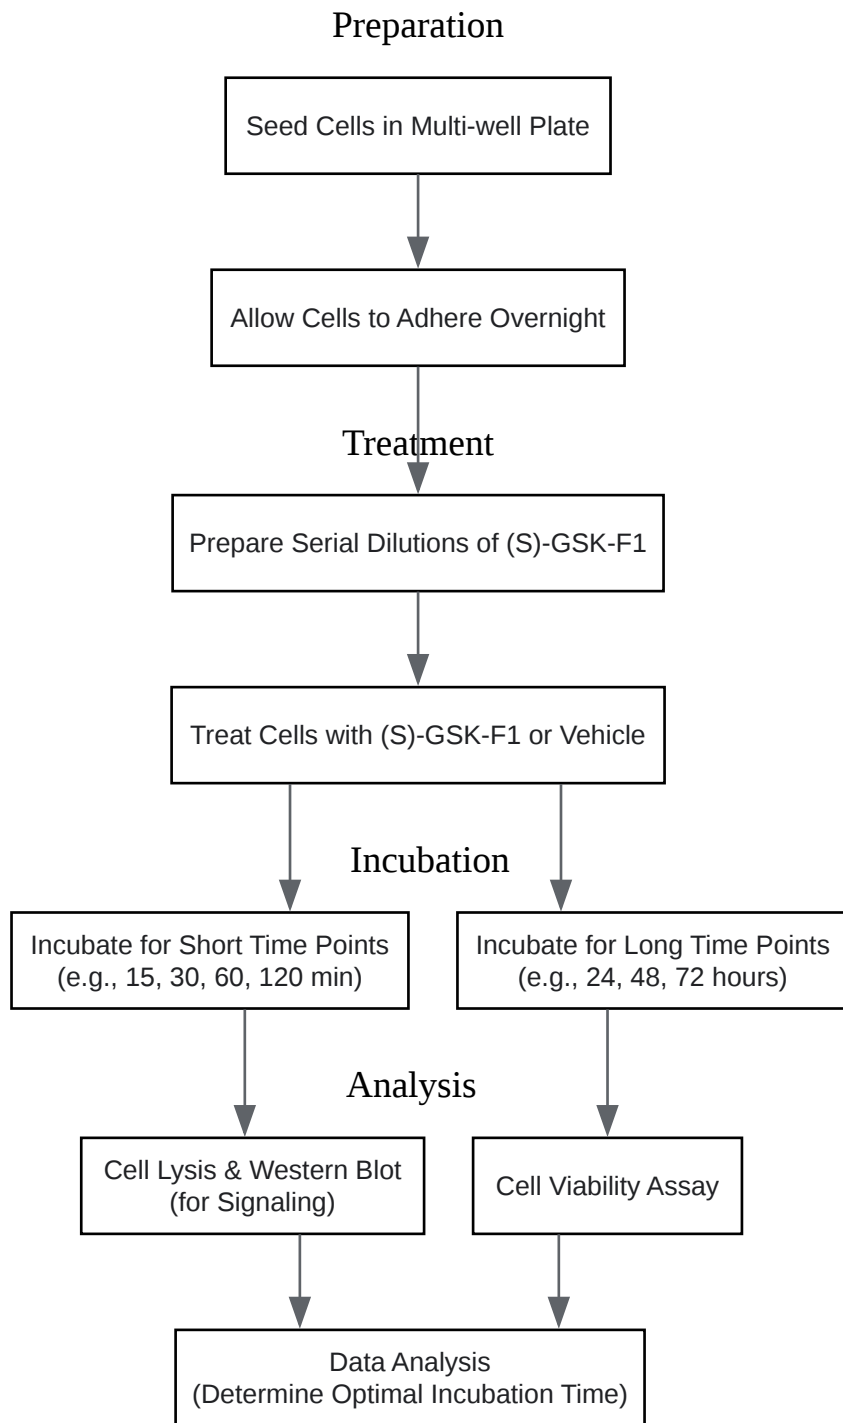 Preparation
Seed Cells in Multi-well Plate
Allow Cells to Adhere Overnight
Treatment
Prepare Serial Dilutions of (S)-GSK-F1
Treat Cells with (S)-GSK-F1 or Vehicle
Incubation
Incubate for Short Time Points
(e.g., 15, 30, 60, 120 min)
Incubate for Long Time Points
(e.g., 24, 48, 72 hours)
Analysis
Cell Lysis & Western Blot
(for Signaling)
Cell Viability Assay
Data Analysis
(Determine Optimal Incubation Time)